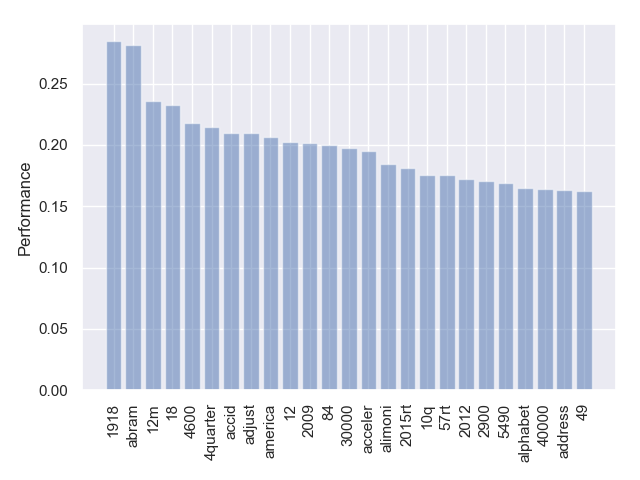 Performance
0.25
0.20
0.15
0.10
0.05
0.00
1918
abram
12m
18
4600
4quarter
accid
adjust
america
12
2009
84
30000
acceler
alimoni
2015rt
10q
57rt
2012
2900
5490
alphabet
40000
address
49